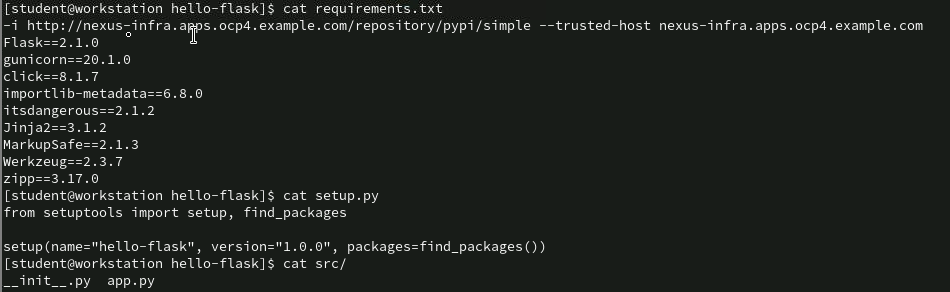 [student@workstation hello-flask]$ cat requirements.txt
-i http://nexus-infra.apps.ocp4.example.com/repository/pypi/simple --trusted-host nexus-infra.apps.ocp4.example.com
Flask==2.1.0
gunicorn==20.1.0
click==8.1.7
importlib-metadata==6.8.0
itsdangerous==2.1.2
Jinja2==3.1.2
MarkupSafe==2.1.3
Werkzeug==2.3.7
zipp==3.17.0
[student@workstation hello-flask]$ cat setup.py
from setuptools import setup, find_packages

setup(name="hello-flask", version="1.0.0", packages=find_packages())
[student@workstation hello-flask]$ cat src/
__init__.py  app.py